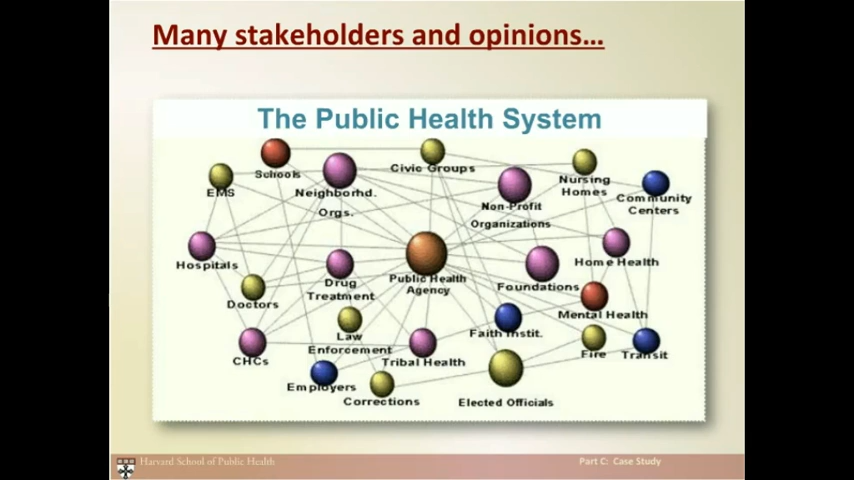 Many stakeholders and opinions...
The Public Health System
Schools
Civic Groups
EMS
Neighborhd.
Orgs.
Nursing
Homes
Community
Centers
Non-Profit
Organizations
Hospitals
Drug
Treatment
Public Health
Agency
Foundations
Home Health
Doctors
Mental Health
Law
Enforcement
Faith Instit.
CHCs
Tribal Health
Fire
Transit
Employers
Corrections
Elected Officials
Harvard School of Public Health
Part C: Case Study